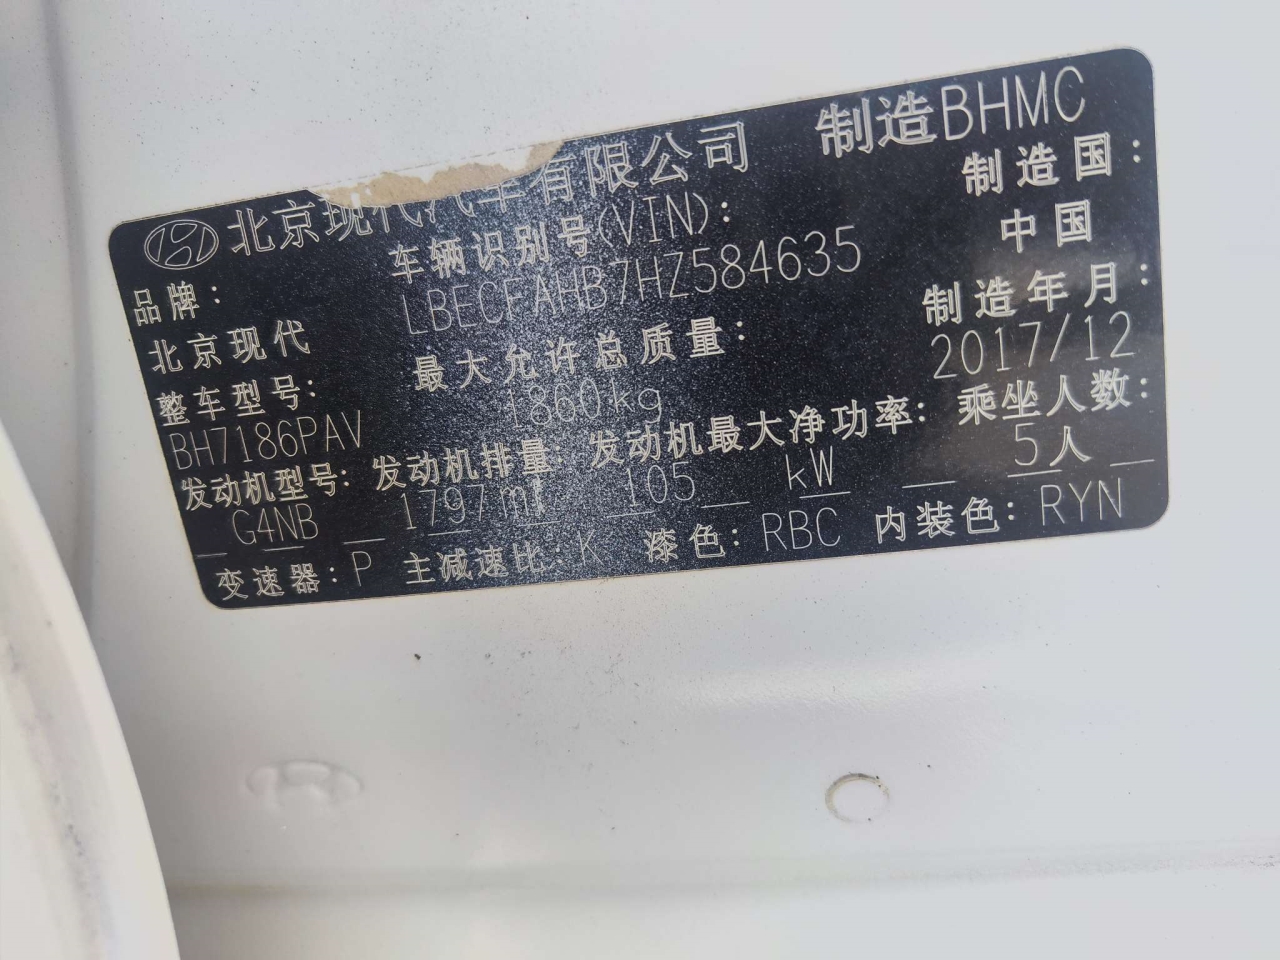 北京现代汽车有限公司 制造BHMC
品牌: 车辆识别号(VIN): 制造国:
北京现代 LBECFAHB7HZ584635 中国
整车型号: 最大允许总质量: 制造年月:
BH7186PAV 1860kg 2017/12
发动机型号: 发动机排量: 发动机最大净功率: 乘坐人数:
G4NB 1797ml 105 kW 5人
变速器: P 主减速比: K 漆色: RBC 内装色: RYN